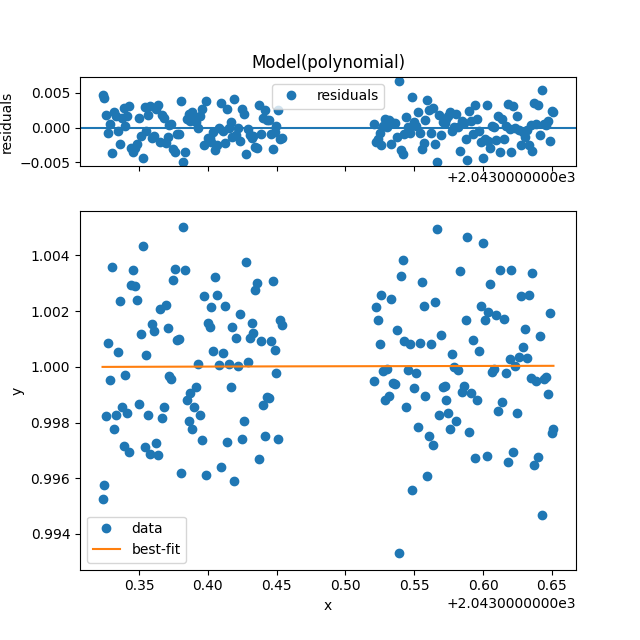 Model(polynomial)
residuals
0.005
0.000
−0.005
residuals
+2.0430000000e3
y
1.004
1.002
1.000
0.998
0.996
0.994
data
best-fit
0.35 0.40 0.45 0.50 0.55 0.60 0.65
x
+2.0430000000e3